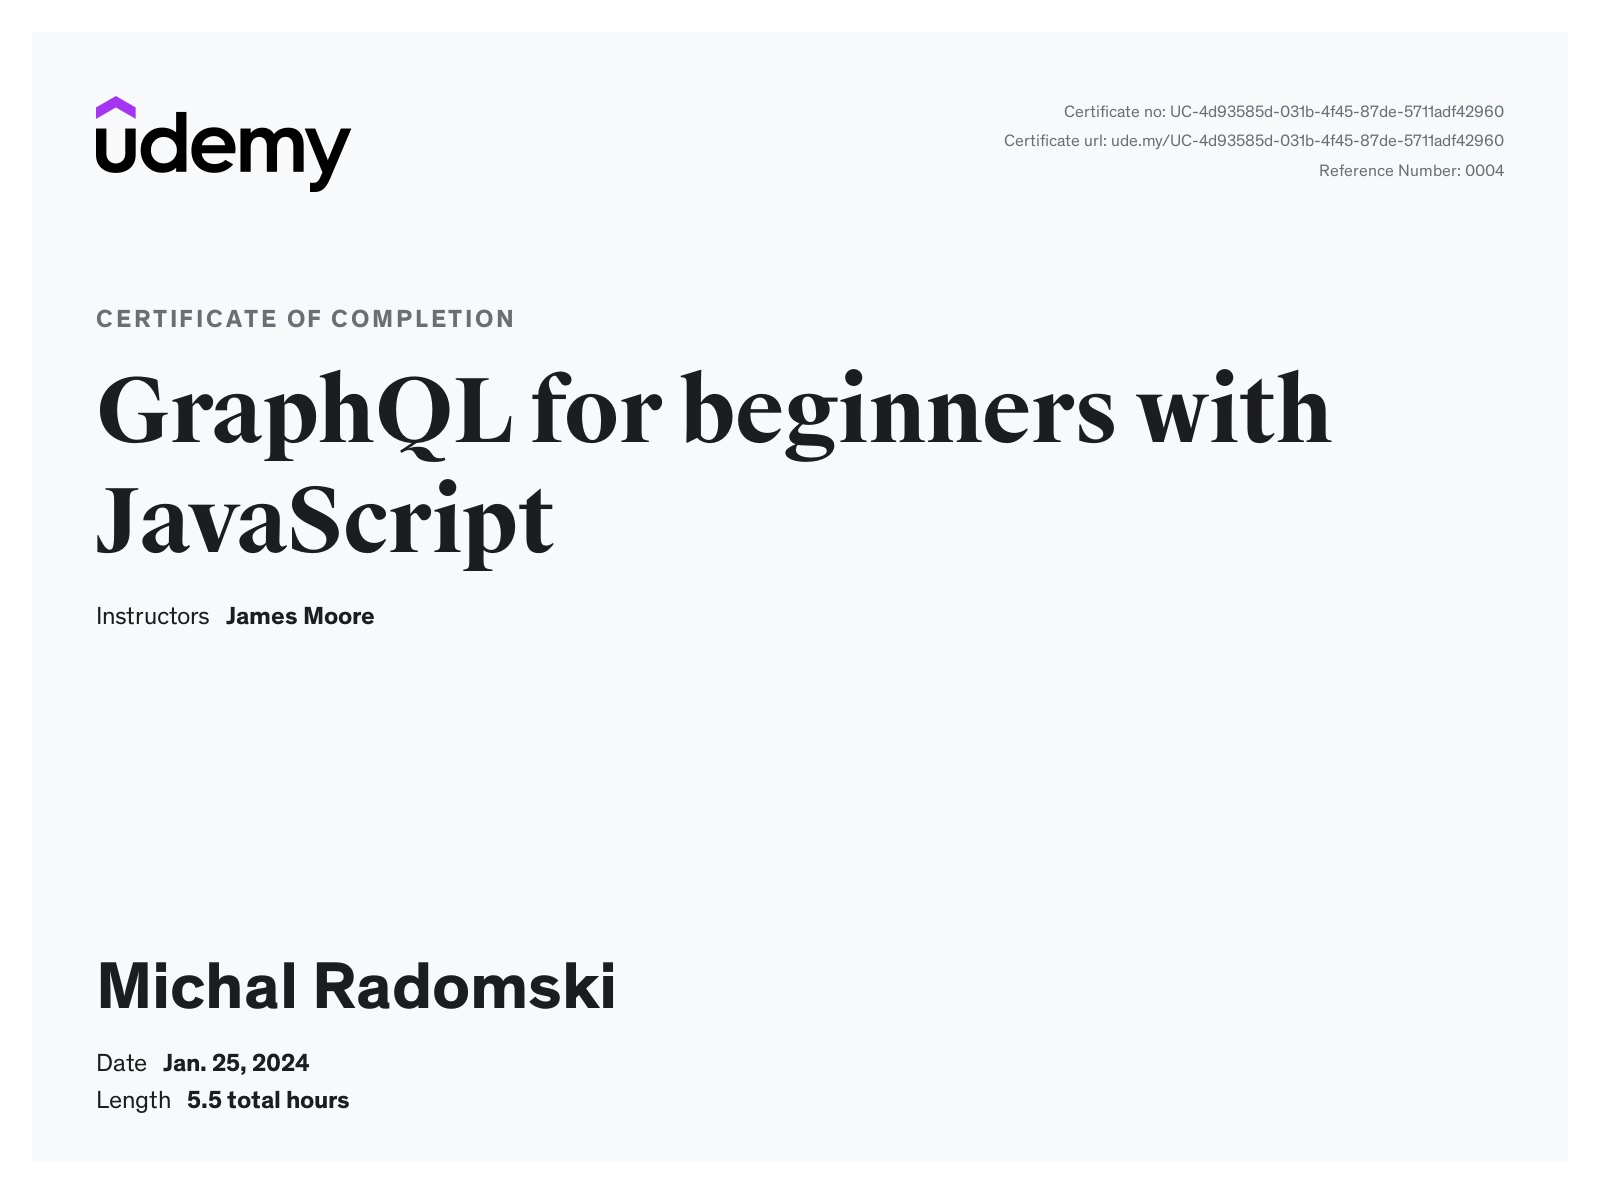 udemy
Certificate no: UC-4d93585d-031b-4f45-87de-5711adf42960
Certificate url: ude.my/UC-4d93585d-031b-4f45-87de-5711adf42960
Reference Number: 0004
CERTIFICATE OF COMPLETION
GraphQL for beginners with
JavaScript
Instructors James Moore
Michal Radomski
Date Jan. 25, 2024
Length 5.5 total hours